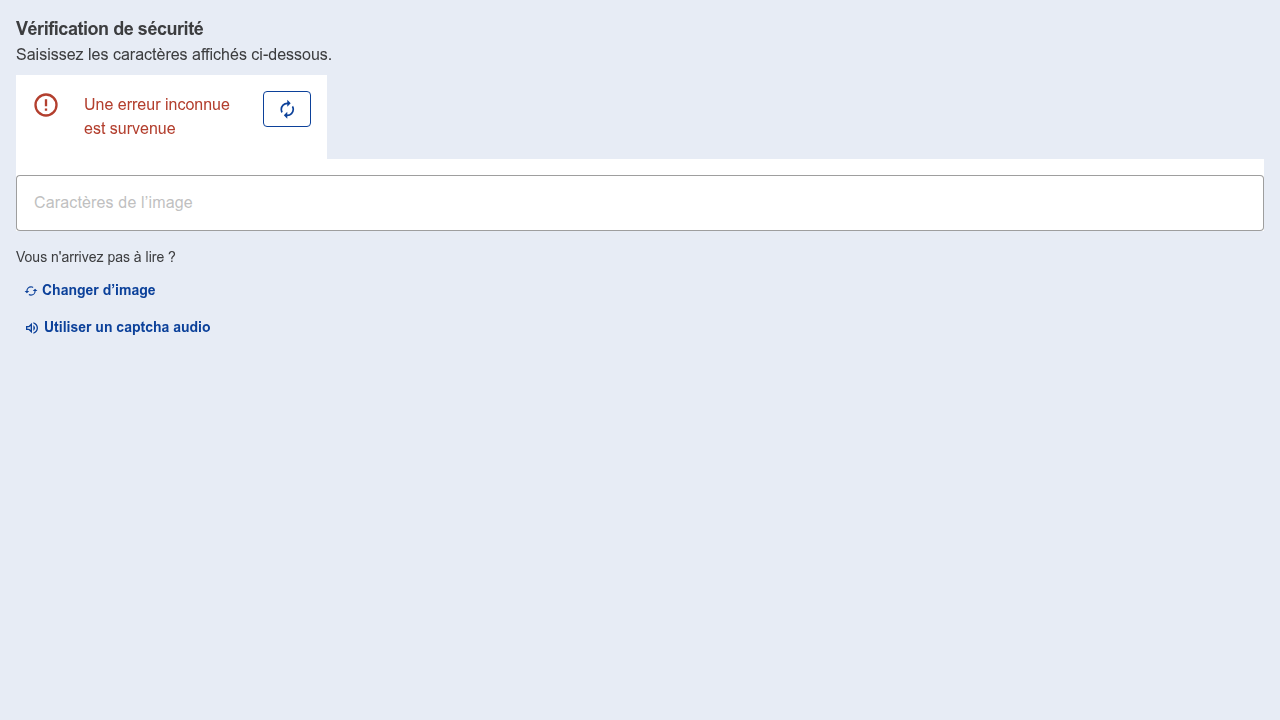 Vérification de sécurité
Saisissez les caractères affichés ci-dessous.
Une erreur inconnue
est survenue
Caractères de l’image
Vous n'arrivez pas à lire ?
Changer d’image
Utiliser un captcha audio